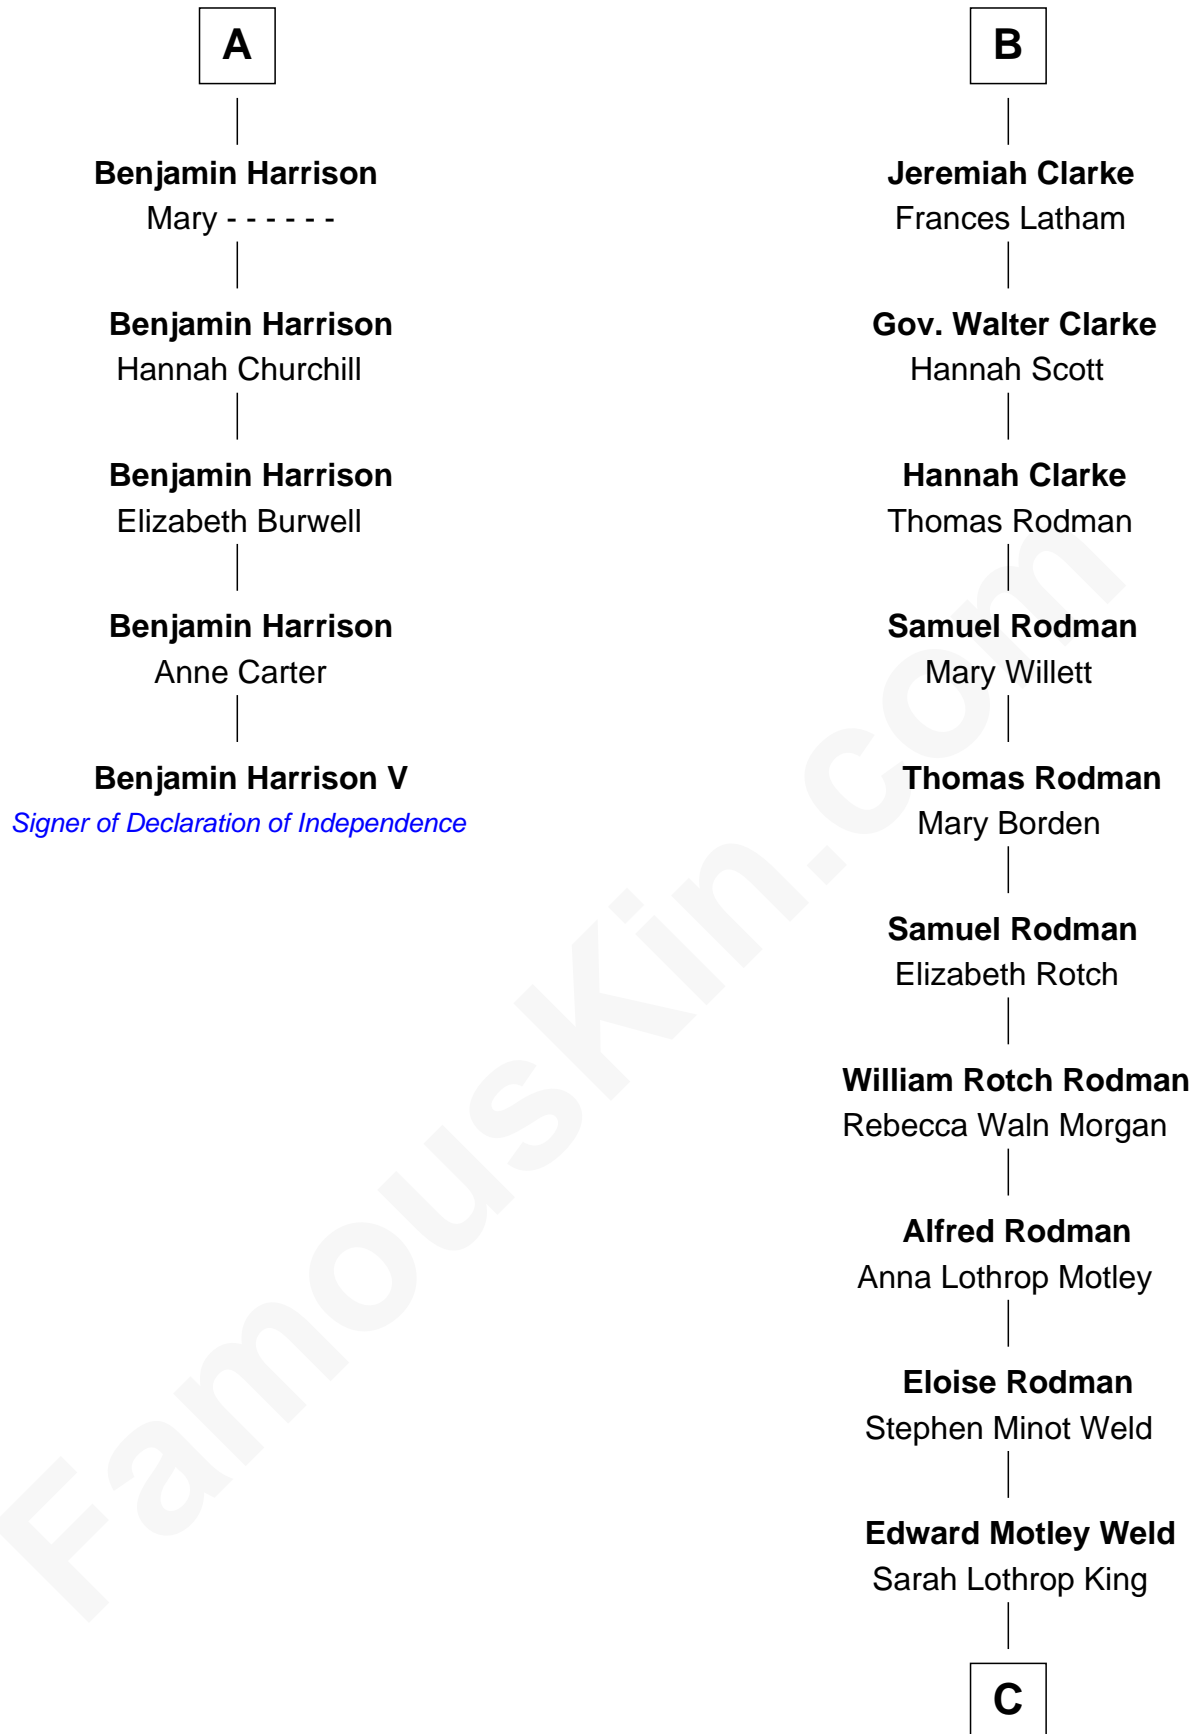 A
Benjamin Harrison
Mary - - - - - -
Benjamin Harrison
Hannah Churchill
Benjamin Harrison
Elizabeth Burwell
Benjamin Harrison
Anne Carter
Benjamin Harrison V
Signer of Declaration of Independence
B
Jeremiah Clarke
Frances Latham
Gov. Walter Clarke
Hannah Scott
Hannah Clarke
Thomas Rodman
Samuel Rodman
Mary Willett
Thomas Rodman
Mary Borden
Samuel Rodman
Elizabeth Rotch
William Rotch Rodman
Rebecca Waln Morgan
Alfred Rodman
Anna Lothrop Motley
Eloise Rodman
Stephen Minot Weld
Edward Motley Weld
Sarah Lothrop King
C
FamousKin.com